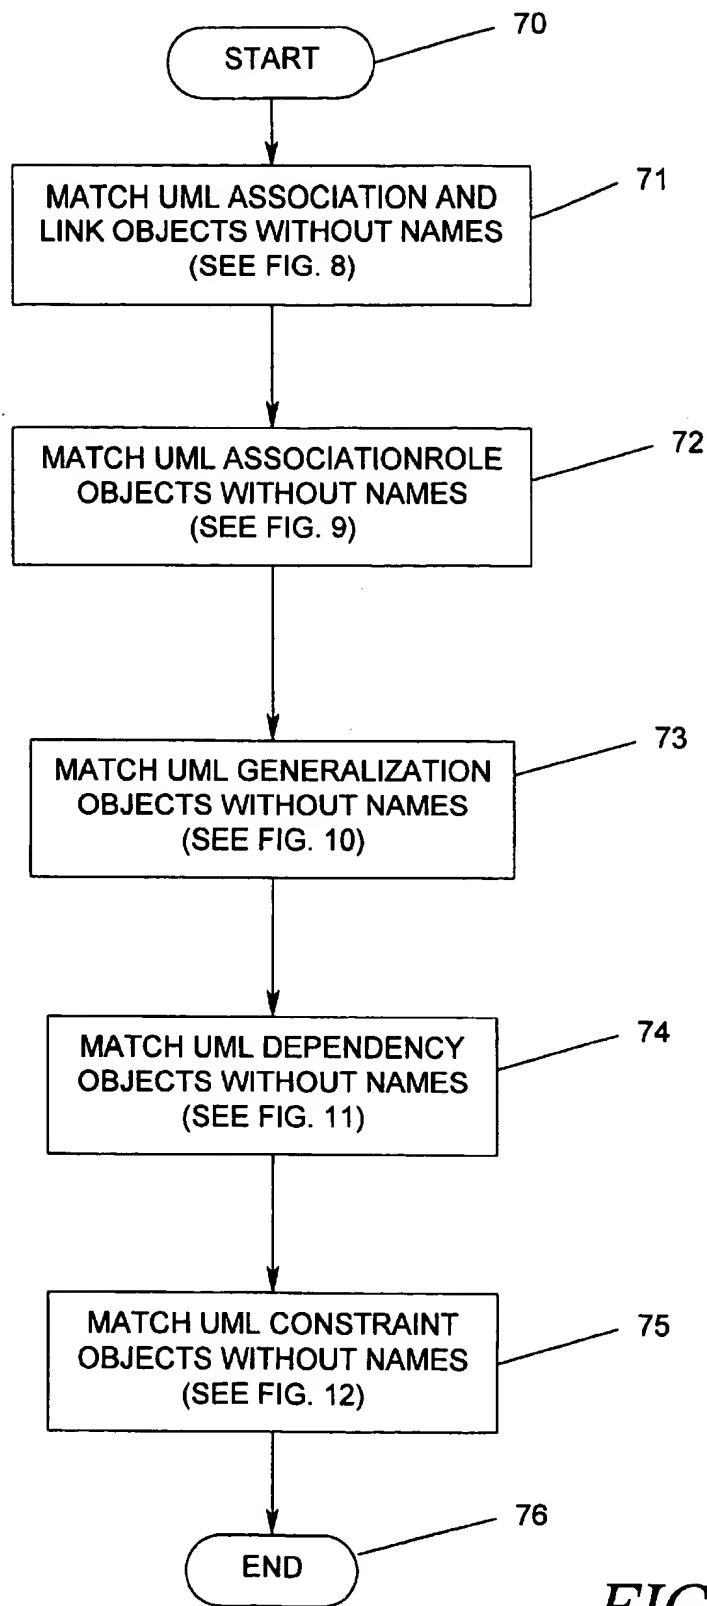 70
START
71
MATCH UML ASSOCIATION AND
LINK OBJECTS WITHOUT NAMES
(SEE FIG. 8)
72
MATCH UML ASSOCIATIONROLE
OBJECTS WITHOUT NAMES
(SEE FIG. 9)
73
MATCH UML GENERALIZATION
OBJECTS WITHOUT NAMES
(SEE FIG. 10)
74
MATCH UML DEPENDENCY
OBJECTS WITHOUT NAMES
(SEE FIG. 11)
75
MATCH UML CONSTRAINT
OBJECTS WITHOUT NAMES
(SEE FIG. 12)
76
END